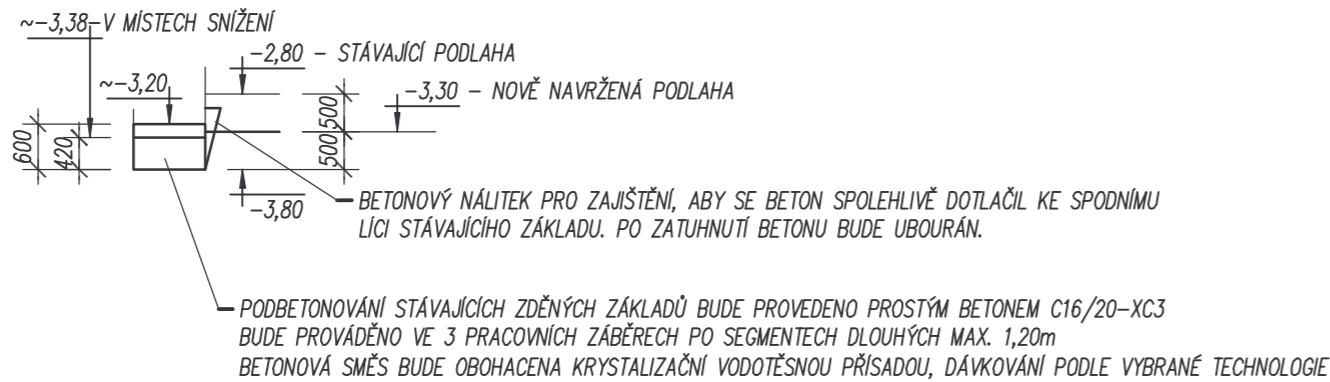 ~-3,38-V MÍSTECH SNÍŽENÍ
-2,80 - STÁVAJÍCÍ PODLAHA
~-3,20
-3,30 - NOVĚ NAVRŽENÁ PODLAHA
600
420
500
500
-3,80
BETONOVÝ NÁLITEK PRO ZAJIŠTĚNÍ, ABY SE BETON SPOLEHLIVĚ DOTLAČIL KE SPODNÍMU
LÍCI STÁVAJÍCÍHO ZÁKLADU. PO ZATUHNUTÍ BETONU BUDE UBOURÁN.
PODBETONOVÁNÍ STÁVAJÍCÍCH ZDĚNÝCH ZÁKLADŮ BUDE PROVEDENO PROSTÝM BETONEM C16/20-XC3
BUDE PROVÁDĚNO VE 3 PRACOVNÍCH ZÁBĚRECH PO SEGMENTECH DLOUHÝCH MAX. 1,20m
BETONOVÁ SMĚS BUDE OBOHACENA KRYSTALIZAČNÍ VODOTĚSNOU PŘÍSADOU, DÁVKOVÁNÍ PODLE VYBRANÉ TECHNOLOGIE